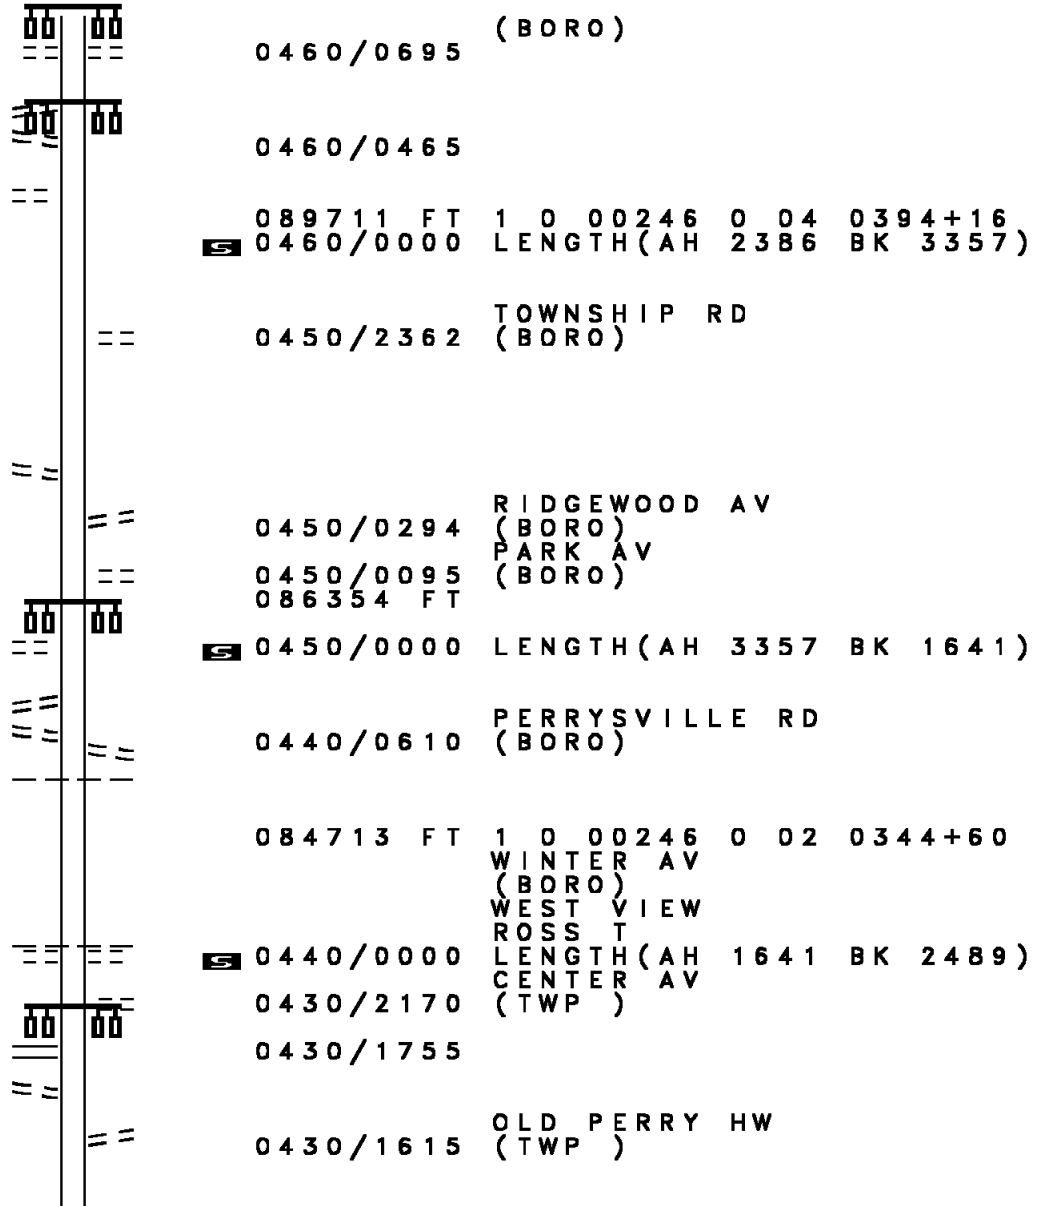 (BORO)
0460/0695
0460/0465
089711 FT 1 0 00246 0 04 0394+16
S 0460/0000 LENGTH(AH 2386 BK 3357)
TOWNSHIP RD
0450/2362 (BORO)
RIDGEWOOD AV
0450/0294 (BORO)
PARK AV
0450/0095 (BORO)
086354 FT
S 0450/0000 LENGTH(AH 3357 BK 1641)
PERRYSVILLE RD
0440/0610 (BORO)
084713 FT 1 0 00246 0 02 0344+60
WINTER AV
(BORO)
WEST VIEW
ROSS T
S 0440/0000 LENGTH(AH 1641 BK 2489)
CENTER AV
0430/2170 (TWP )
0430/1755
OLD PERRY HW
0430/1615 (TWP )